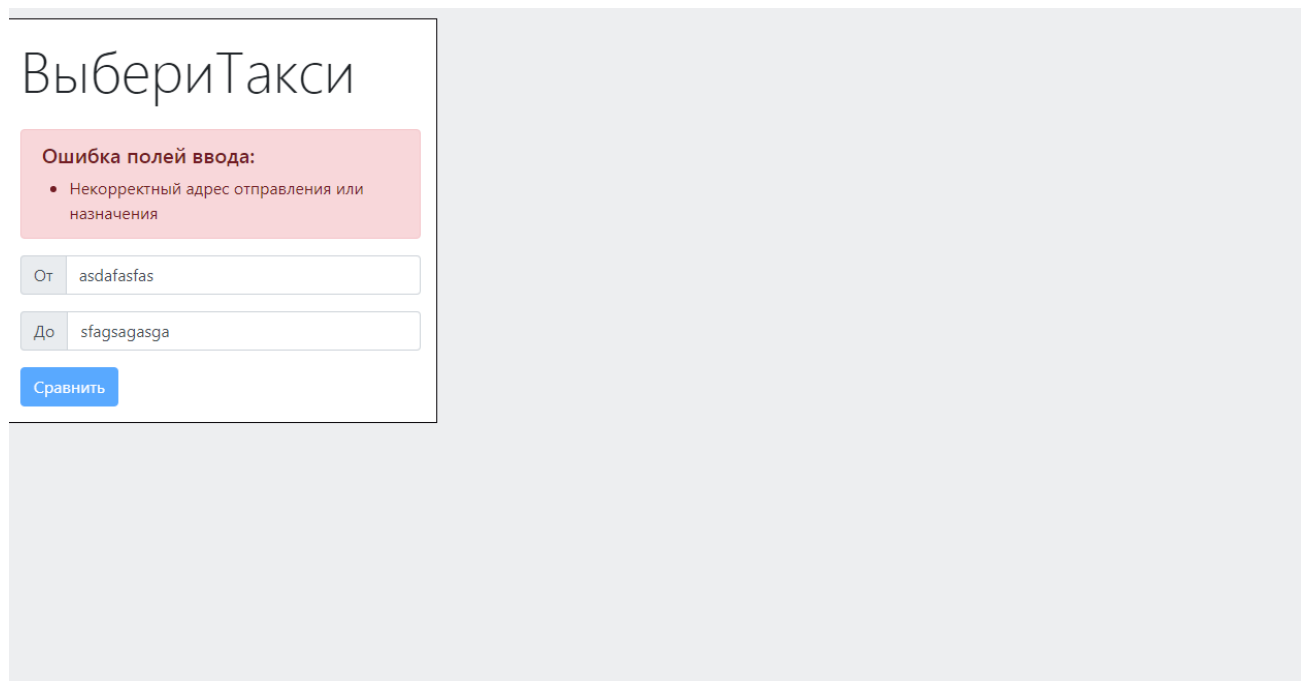 ВыбериТакси
Ошибка полей ввода:
Некорректный адрес отправления или
назначения
От asdafasfas
До sfagsagasga
Сравнить